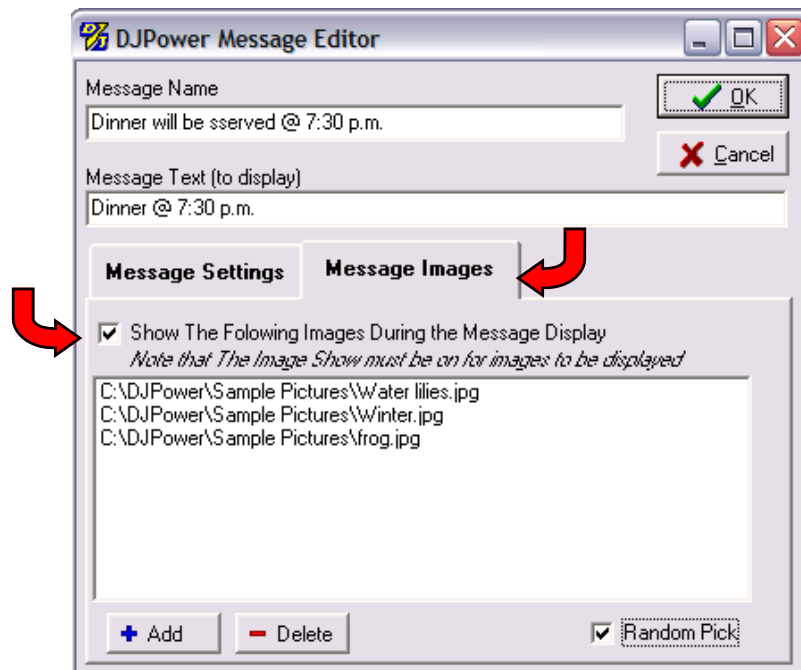 DJPower Message Editor
Message Name
OK
Dinner will be sserved @ 7:30 p.m.
Cancel
Message Text (to display)
Dinner @ 7:30 p.m.
Message Settings
Message Images
Show The Folowing Images During the Message Display
Note that The Image Show must be on for images to be displayed
C:\DJPower\Sample Pictures\Water lilies.jpg
C:\DJPower\Sample Pictures\Winter.jpg
C:\DJPower\Sample Pictures\frog.jpg
Add
Delete
Random Pick